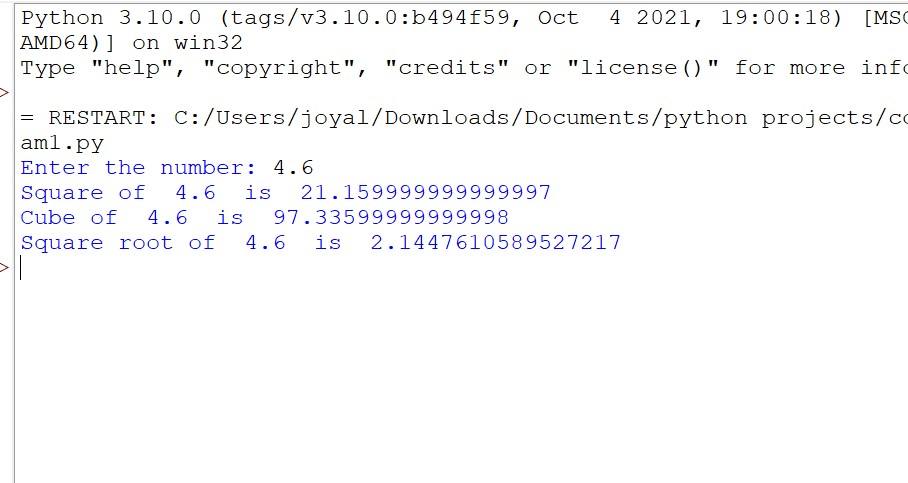 Python 3.10.0 (tags/v3.10.0:b494f59, Oct  4 2021, 19:00:18) [MSC
AMD64)] on win32
Type "help", "copyright", "credits" or "license()" for more info
>
= RESTART: C:/Users/joyal/Downloads/Documents/python projects/co
am1.py
Enter the number: 4.6
Square of  4.6  is  21.159999999999997
Cube of  4.6  is  97.33599999999998
Square root of  4.6  is  2.1447610589527217
>